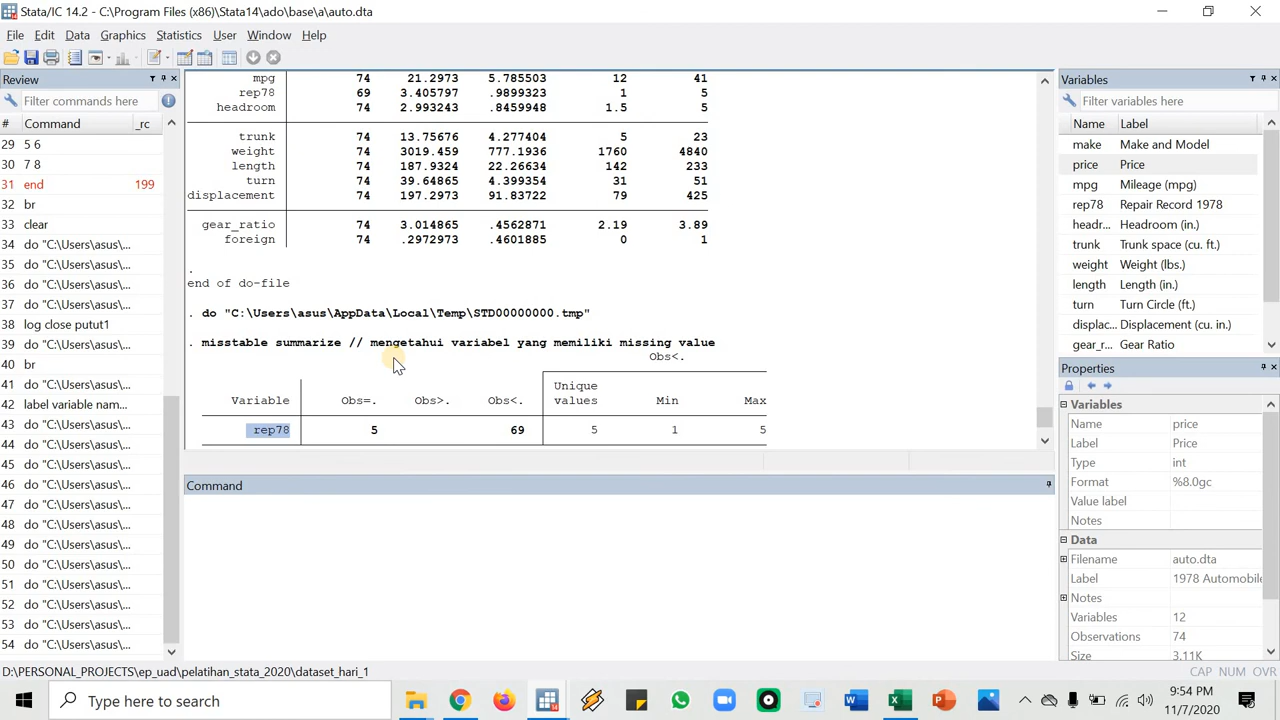 Stata/IC 14.2 - C:\Program Files (x86)\Stata14\ado\base\a\auto.dta
File Edit Data Graphics Statistics User Window Help
Review
Filter commands here
# Command _rc
29 5 6
30 7 8
31 end 199
32 br
33 clear
34 do "C:\Users\asus\...
35 do "C:\Users\asus\...
36 do "C:\Users\asus\...
37 do "C:\Users\asus\...
38 log close putut1
39 do "C:\Users\asus\...
40 br
41 do "C:\Users\asus\...
42 label variable nam...
43 do "C:\Users\asus\...
44 do "C:\Users\asus\...
45 do "C:\Users\asus\...
46 do "C:\Users\asus\...
47 do "C:\Users\asus\...
48 do "C:\Users\asus\...
49 do "C:\Users\asus\...
50 do "C:\Users\asus\...
51 do "C:\Users\asus\...
52 do "C:\Users\asus\...
53 do "C:\Users\asus\...
54 do "C:\Users\asus\...
mpg 74 21.2973 5.785503 12 41
rep78 69 3.405797 .9899323 1 5
headroom 74 2.993243 .8459948 1.5 5
trunk 74 13.75676 4.277404 5 23
weight 74 3019.459 777.1936 1760 4840
length 74 187.9324 22.26634 142 233
turn 74 39.64865 4.399354 31 51
displacement 74 197.2973 91.83722 79 425
gear_ratio 74 3.014865 .4562871 2.19 3.89
foreign 74 .2972973 .4601885 0 1
.
end of do-file
. do "C:\Users\asus\AppData\Local\Temp\STD00000000.tmp"
. misstable summarize // mengetahui variabel yang memiliki missing value
Obs<.
Unique
Variable Obs=. Obs>. Obs<. values Min Max
rep78 5 69 5 1 5
Command
Variables
Filter variables here
Name Label
make Make and Model
price Price
mpg Mileage (mpg)
rep78 Repair Record 1978
headr... Headroom (in.)
trunk Trunk space (cu. ft.)
weight Weight (lbs.)
length Length (in.)
turn Turn Circle (ft.)
displac... Displacement (cu. in.)
gear_r... Gear Ratio
Properties
Variables
Name price
Label Price
Type int
Format %8.0gc
Value label
Notes
Data
Filename auto.dta
Label 1978 Automobile
Notes
Variables 12
Observations 74
Size 3.11K
D:\PERSONAL_PROJECTS\ep_uad\pelatihan_stata_2020\dataset_hari_1
CAP NUM OVR
Type here to search
9:54 PM
11/7/2020